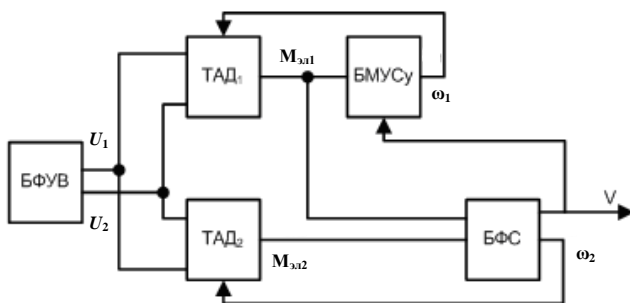 ТАД₁
Mэл1
БМУСу
ω₁
U₁
БФУВ
U₂
ТАД₂
Mэл2
БФС
V
ω₂